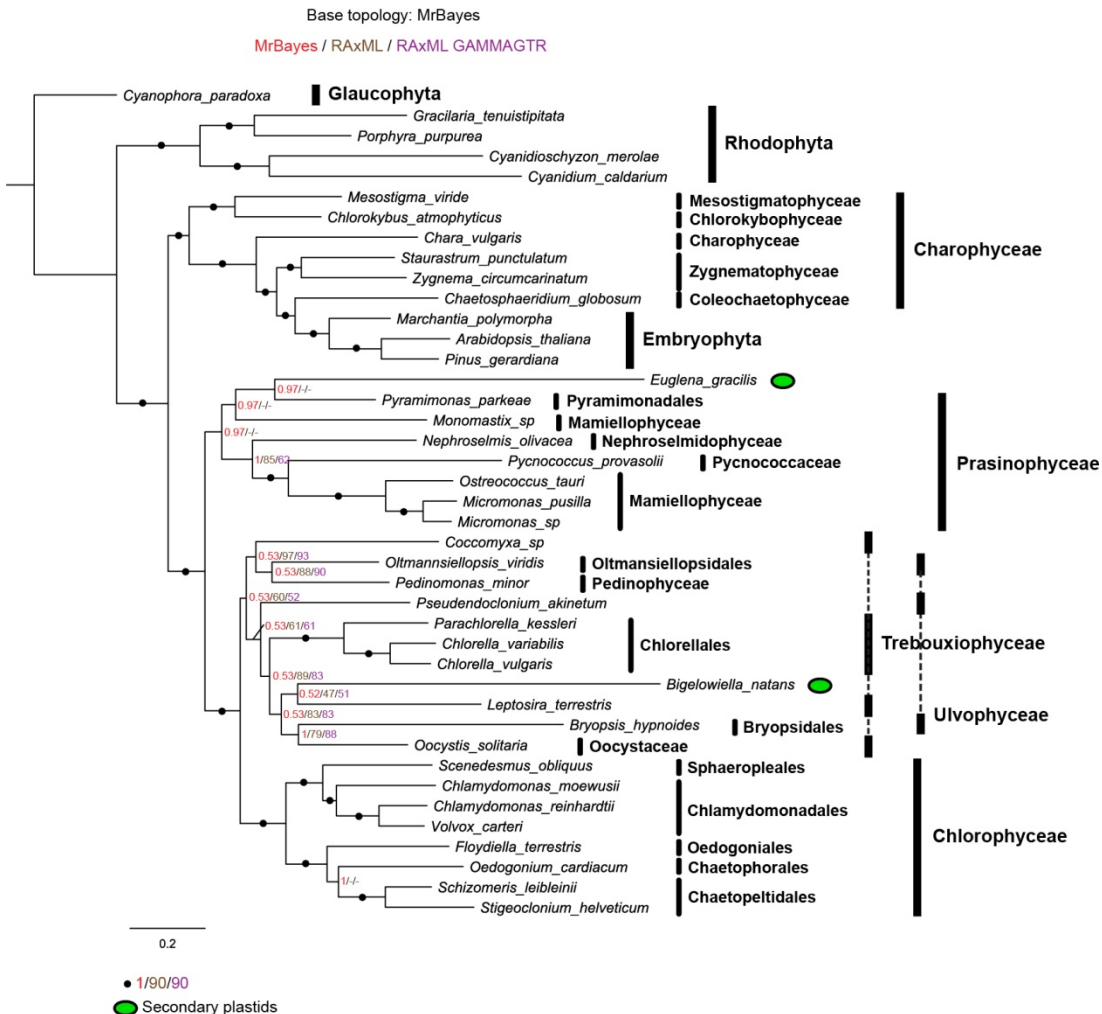 Base topology: MrBayes
MrBayes / RAxML / RAxML GAMMAGTR
Cyanophora_paradoxa Glaucophyta
Gracilaria_tenuistipitata
Porphyra_purpurea
Rhodophyta
Cyanidioschyzon_merolae
Cyanidium_caldarium
Mesostigma_viride Mesostigmatophyceae
Chlorokybus_atmophyticus Chlorokybophyceae
Chara_vulgaris Charophyceae
Charophyceae
Staurastrum_punctulatum
Zygnematophyceae
Zygnema_circumcarinatum
Chaetosphaeridium_globosum Coleochaetophyceae
Marchantia_polymorpha
Arabidopsis_thaliana Embryophyta
Pinus_gerardiana
Euglena_gracilis
0.97/-/-
Pyramimonas_parkeae Pyramimonadales
0.97/-/-
Monomastix_sp Mamiellophyceae
0.97/-/-
Nephroselmis_olivacea Nephroselmidophyceae
1/85/62
Pycnococcus_provasolii Pycnococcaceae
Prasinophyceae
Ostreococcus_tauri
Micromonas_pusilla Mamiellophyceae
Micromonas_sp
Coccomyxa_sp
0.53/97/93
Oltmannsiellopsis_viridis Oltmansiellopsidales
0.53/88/90
Pedinomonas_minor Pedinophyceae
0.53/60/52
Pseudendoclonium_akinetum
Parachlorella_kessleri
0.53/61/61
Chlorella_variabilis Chlorellales Trebouxiophyceae
Chlorella_vulgaris
0.53/89/83
Bigelowiella_natans
0.52/47/51
Leptosira_terrestris
0.53/83/83
Ulvophyceae
Bryopsis_hypnoides Bryopsidales
1/79/88
Oocystis_solitaria Oocystaceae
Scenedesmus_obliquus Sphaeropleales
Chlamydomonas_moewusii
Chlamydomonas_reinhardtii Chlamydomonadales
Volvox_carteri
Chlorophyceae
Floydiella_terrestris Oedogoniales
Oedogonium_cardiacum Chaetophorales
1/-/-
Schizomeris_leibleinii
Chaetopeltidales
Stigeoclonium_helveticum
0.2
1/90/90
Secondary plastids